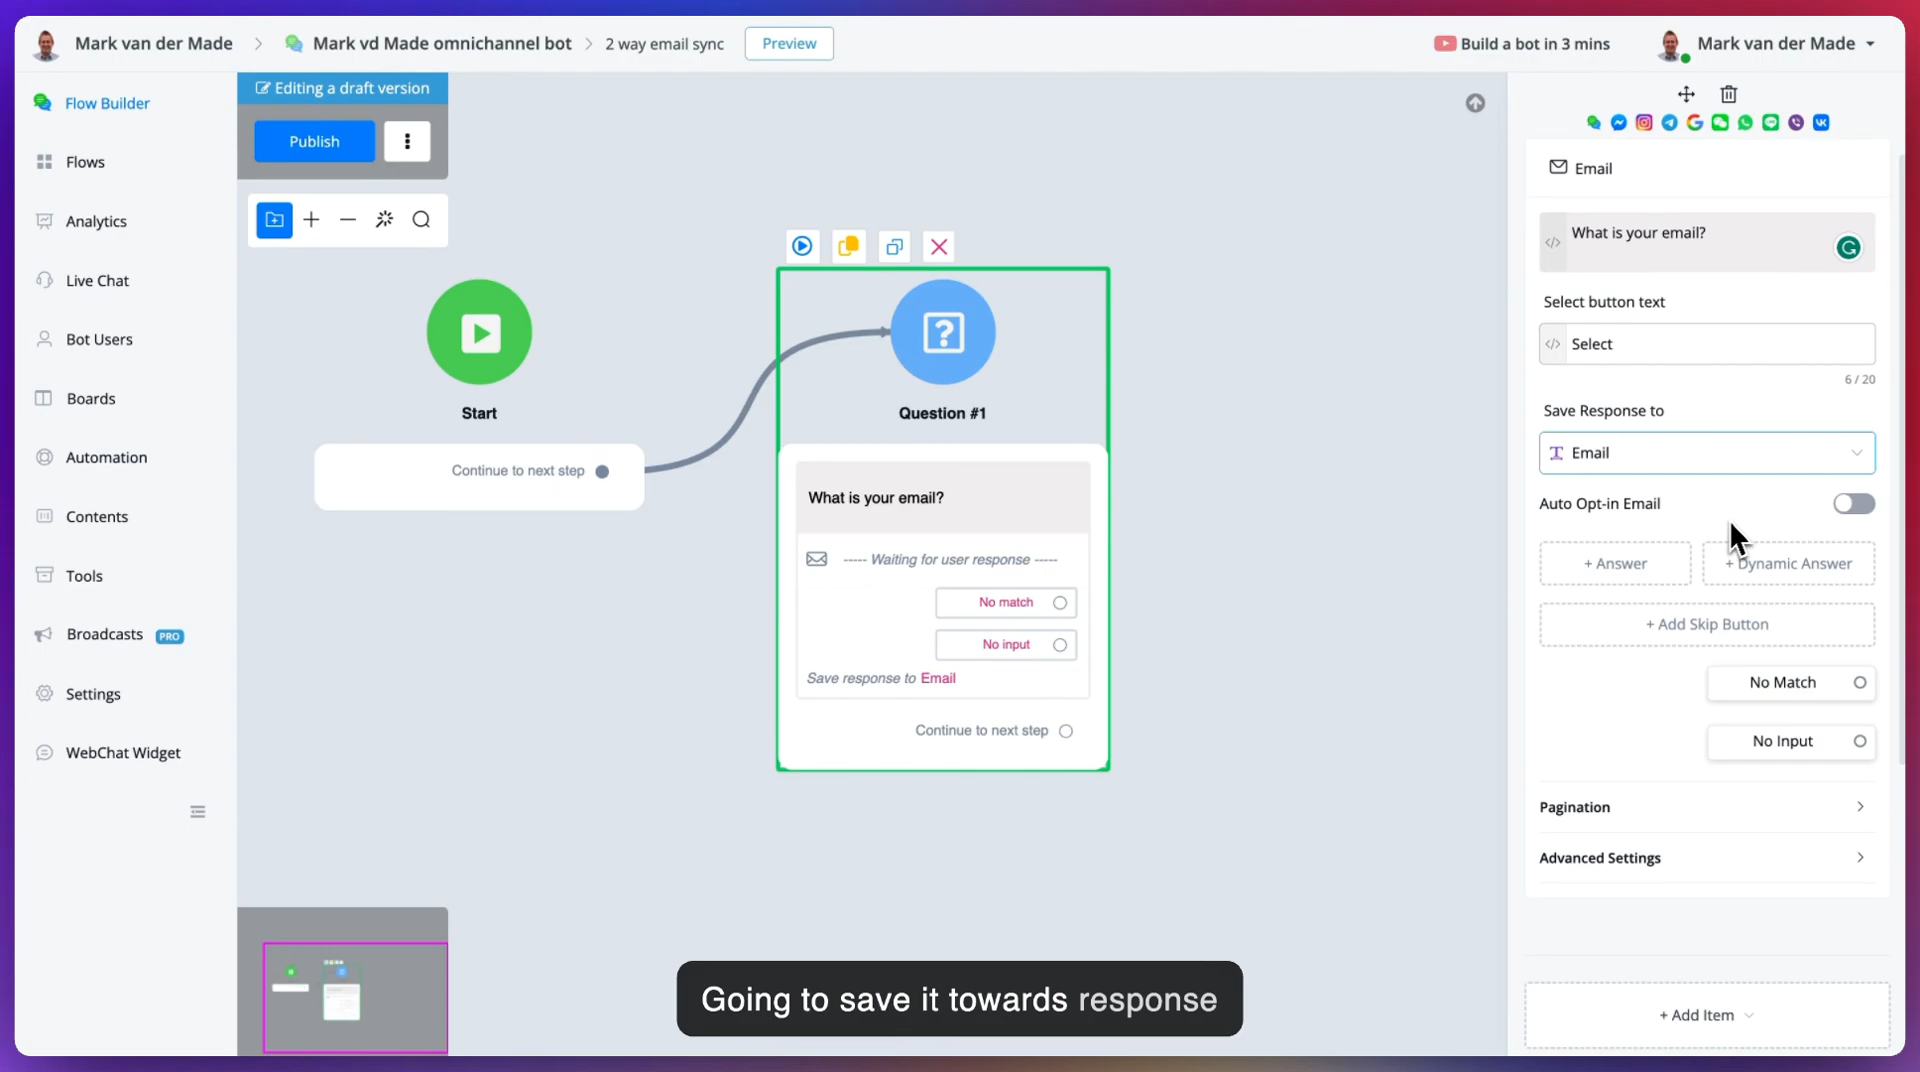 Mark van der Made > Mark vd Made omnichannel bot > 2 way email sync Preview
Build a bot in 3 mins Mark van der Made
Flow Builder
Flows
Analytics
Live Chat
Bot Users
Boards
Automation
Contents
Tools
Broadcasts PRO
Settings
WebChat Widget
Editing a draft version
Publish
Start
Continue to next step
Question #1
What is your email?
----- Waiting for user response -----
No match
No input
Save response to Email
Continue to next step
Email
What is your email?
Select button text
Select
6 / 20
Save Response to
Email
Auto Opt-in Email
+ Answer + Dynamic Answer
+ Add Skip Button
No Match
No Input
Pagination
Advanced Settings
+ Add Item
Going to save it towards response